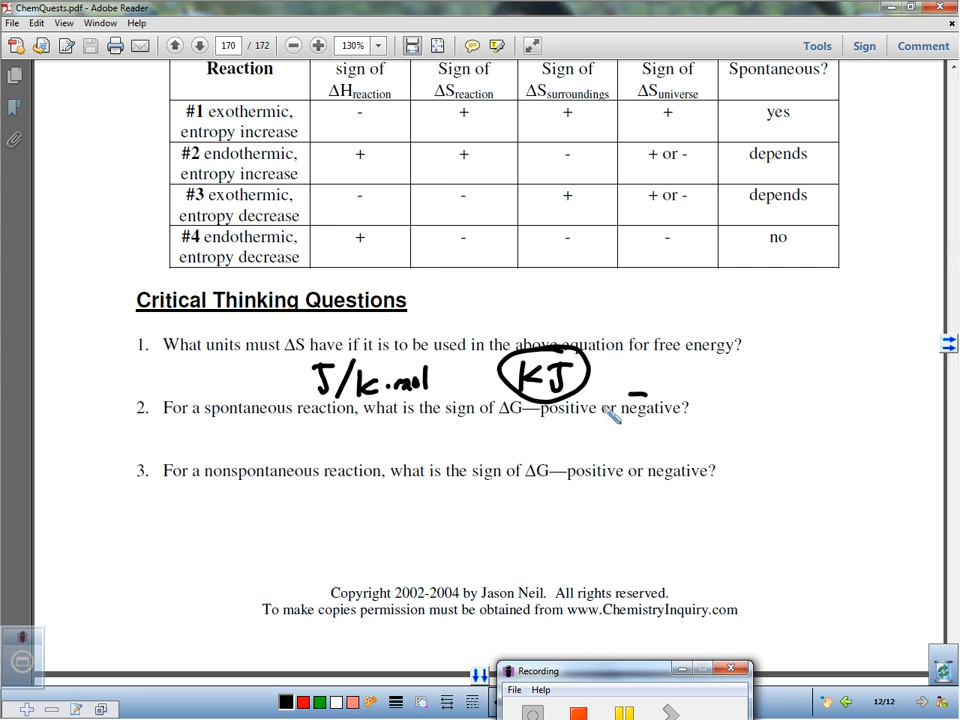 ChemQuests.pdf - Adobe Reader
File Edit View Window Help
170 / 172 130% Tools Sign Comment
Reaction sign of ΔHreaction Sign of ΔSreaction Sign of ΔSsurroundings Sign of ΔSuniverse Spontaneous?
#1 exothermic, - + + + yes
entropy increase
#2 endothermic, + + - + or - depends
entropy increase
#3 exothermic, - - + + or - depends
entropy decrease
#4 endothermic, + - - - no
entropy decrease
Critical Thinking Questions
1. What units must ΔS have if it is to be used in the above equation for free energy?
J/K·mol KJ
–
2. For a spontaneous reaction, what is the sign of ΔG—positive or negative?
3. For a nonspontaneous reaction, what is the sign of ΔG—positive or negative?
Copyright 2002-2004 by Jason Neil. All rights reserved.
To make copies permission must be obtained from www.ChemistryInquiry.com
Recording
File Help
12/12